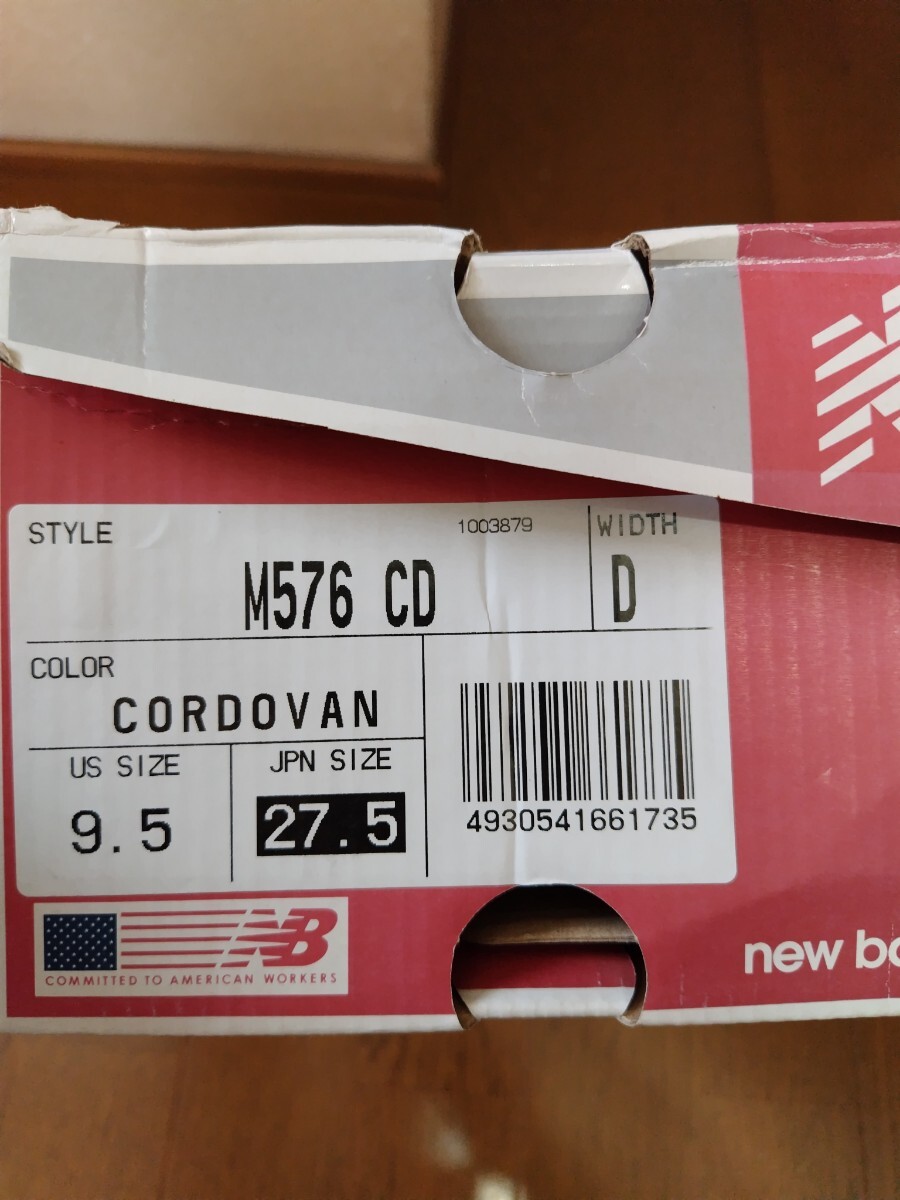 STYLE 1003879 WIDTH
M576 CD D
COLOR
CORDOVAN
US SIZE JPN SIZE
9.5 27.5
4930541661735
NB
COMMITTED TO AMERICAN WORKERS
new